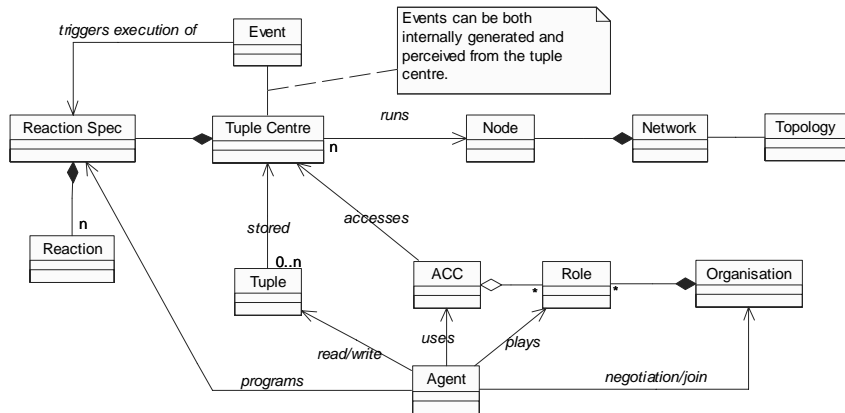 triggers execution of
Event
Events can be both
internally generated and
perceived from the tuple
centre.
Reaction Spec
Tuple Centre
runs
n
Node
Network
Topology
n
Reaction
stored
0..n
Tuple
accesses
ACC
*
Role
*
Organisation
read/write
uses
plays
programs
Agent
negotiation/join